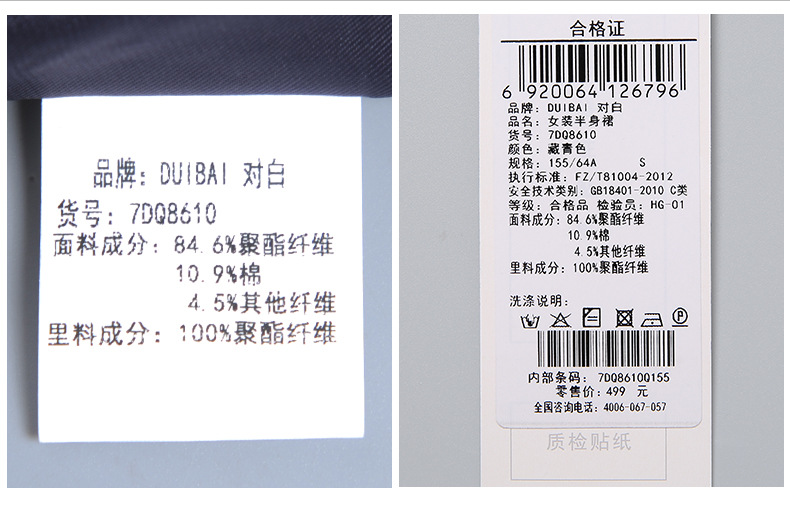 品牌: DUIBAI 对白
货号: 7DQ8610
面料成分: 84.6%聚酯纤维
10.9%棉
4.5%其他纤维
里料成分: 100%聚酯纤维
合格证
6 920064 126796
品牌: DUIBAI 对白
品名: 女装半身裙
货号: 7DQ8610
颜色: 藏青色
规格: 155/64A S
执行标准: FZ/T81004-2012
安全技术类别: GB18401-2010 C类
等级: 合格品 检验员: HG-01
面料成分: 84.6%聚酯纤维
10.9%棉
4.5%其他纤维
里料成分: 100%聚酯纤维
洗涤说明:
内部条码: 7DQ8610Q155
零售价: 499 元
全国咨询电话: 4006-067-057
质检贴纸